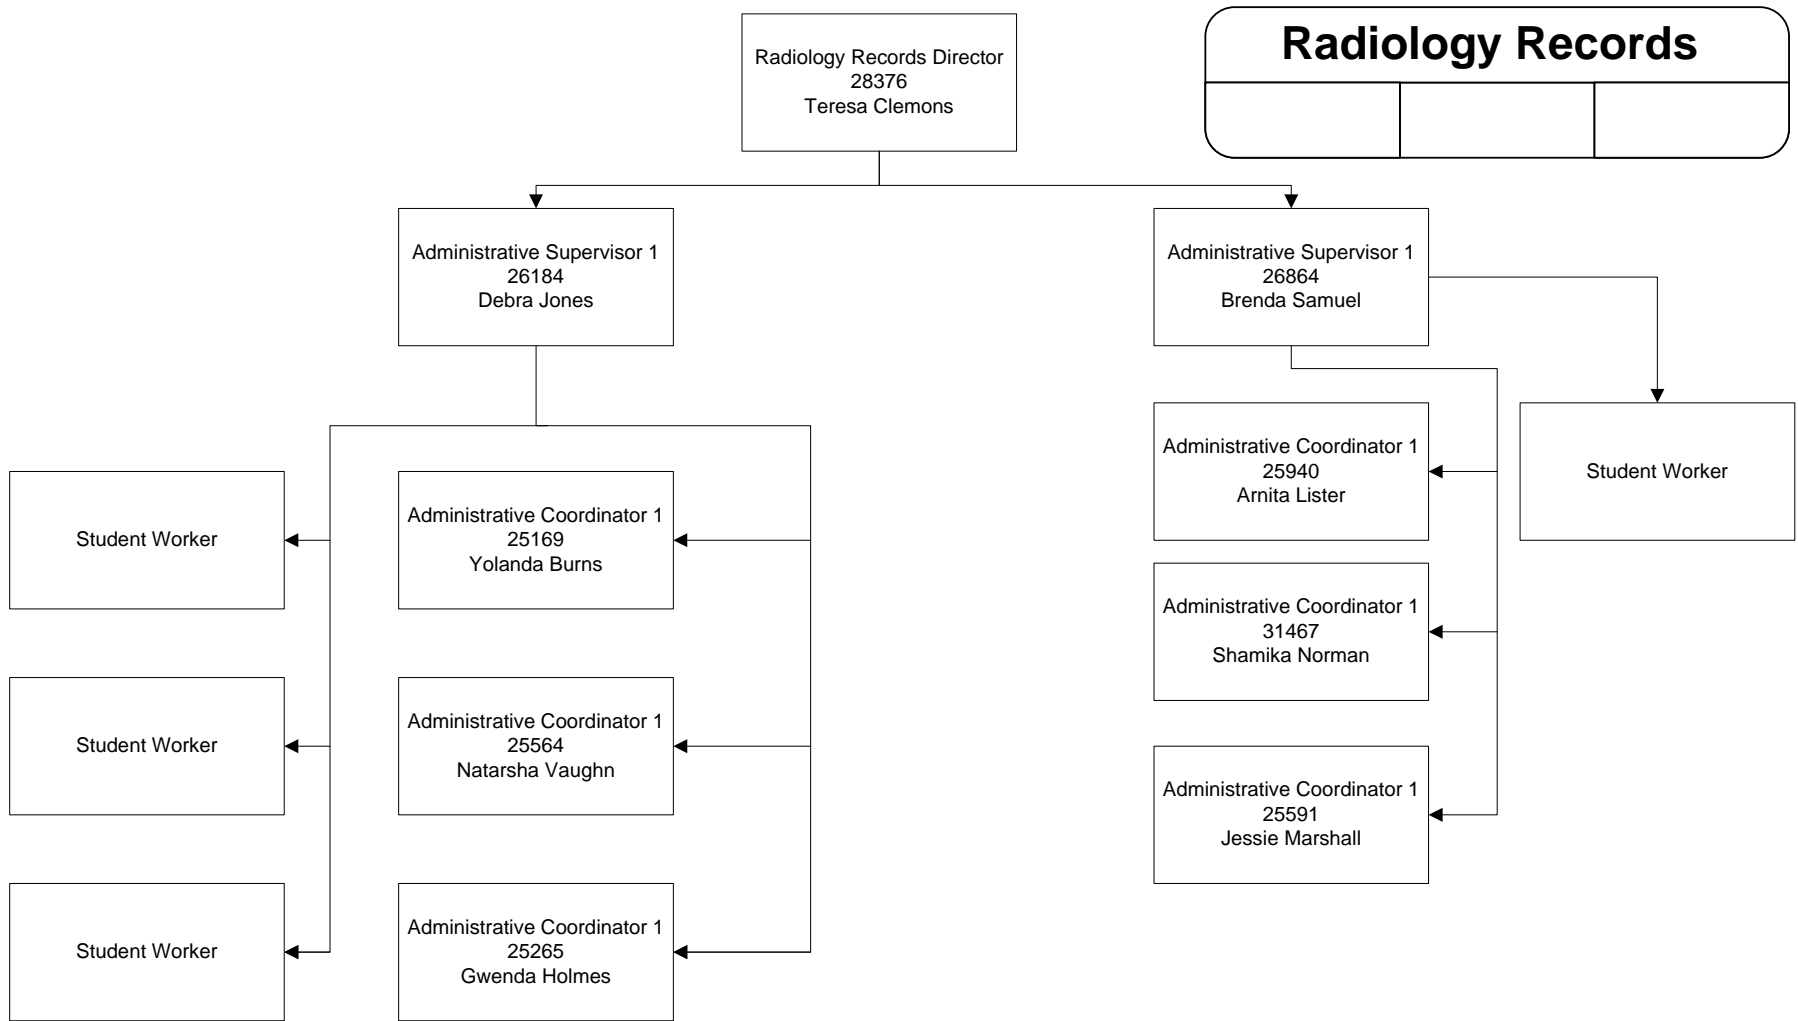 Radiology Records
Radiology Records Director
28376
Teresa Clemons
Administrative Supervisor 1
26184
Debra Jones
Administrative Supervisor 1
26864
Brenda Samuel
Student Worker
Administrative Coordinator 1
25169
Yolanda Burns
Student Worker
Administrative Coordinator 1
25564
Natarsha Vaughn
Student Worker
Administrative Coordinator 1
25265
Gwenda Holmes
Administrative Coordinator 1
25940
Arnita Lister
Student Worker
Administrative Coordinator 1
31467
Shamika Norman
Administrative Coordinator 1
25591
Jessie Marshall